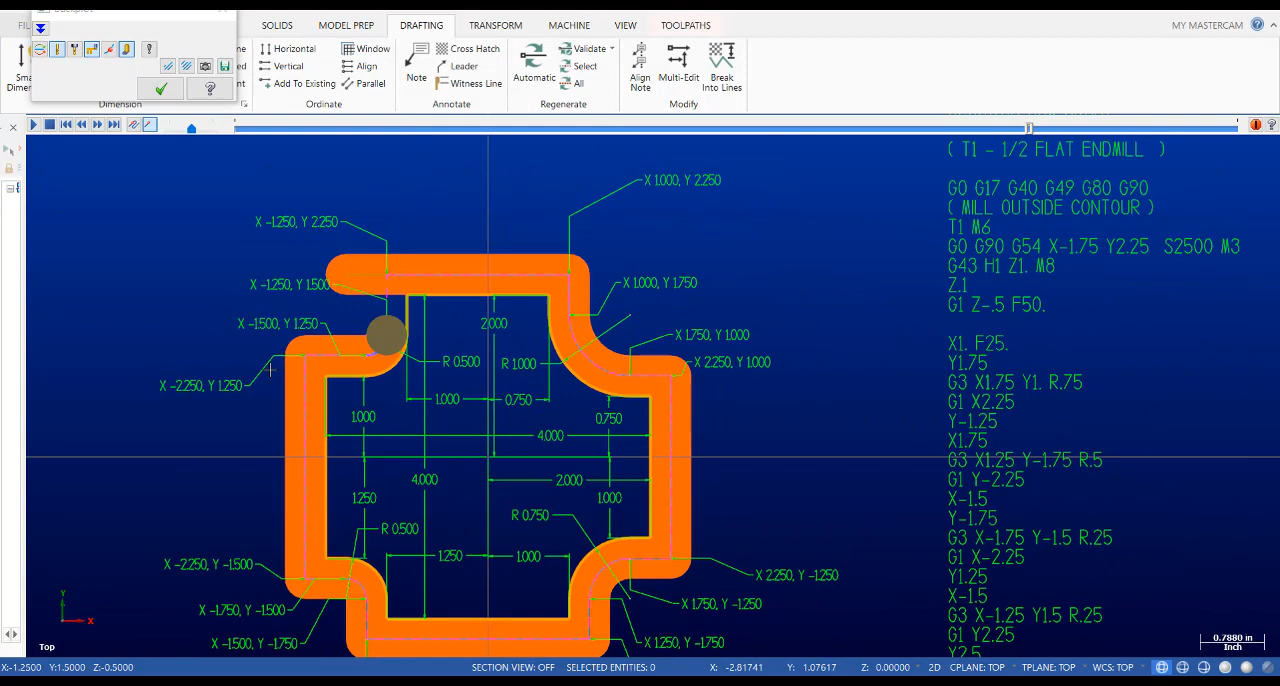 FIL
SOLIDS
MODEL PREP
DRAFTING
TRANSFORM
MACHINE
VIEW
TOOLPATHS
MY MASTERCAM
Horizontal
Vertical
Add To Existing
Window
Align
Parallel
Ordinate
Note
Cross Hatch
Leader
Witness Line
Annotate
Automatic
Validate
Select
All
Regenerate
Align
Note
Multi-Edit
Break
Into Lines
Modify
Dimension
X -1.250, Y 2.250
X 1.000, Y 2.250
X -1.250, Y 1.500
X 1.000, Y 1.750
X -1.500, Y 1.250
X 1.750, Y 1.000
X 2.250, Y 1.000
X -2.250, Y 1.250
2.000
R 0.500
R 1.000
1.000
0.750
1.000
0.750
4.000
4.000
2.000
1.250
1.000
R 0.500
R 0.750
1.250
1.000
X -2.250, Y -1.500
X 2.250, Y -1.250
X -1.750, Y -1.500
X 1.750, Y -1.250
X -1.500, Y -1.750
X 1.250, Y -1.750
( T1 - 1/2 FLAT ENDMILL )
G0 G17 G40 G49 G80 G90
( MILL OUTSIDE CONTOUR )
T1 M6
G0 G90 G54 X-1.75 Y2.25 S2500 M3
G43 H1 Z1. M8
Z.1
G1 Z-.5 F50.
X1. F25.
Y1.75
G3 X1.75 Y1. R.75
G1 X2.25
Y-1.25
X1.75
G3 X1.25 Y-1.75 R.5
G1 Y-2.25
X-1.5
Y-1.75
G3 X-1.75 Y-1.5 R.25
G1 X-2.25
Y1.25
X-1.5
G3 X-1.25 Y1.5 R.25
G1 Y2.25
Y2.5
Y
X
Top
0.7880 in
Inch
X:-1.2500 Y:1.5000 Z:-0.5000
SECTION VIEW: OFF
SELECTED ENTITIES: 0
X: -2.81741
Y: 1.07617
Z: 0.00000
2D
CPLANE: TOP
TPLANE: TOP
WCS: TOP